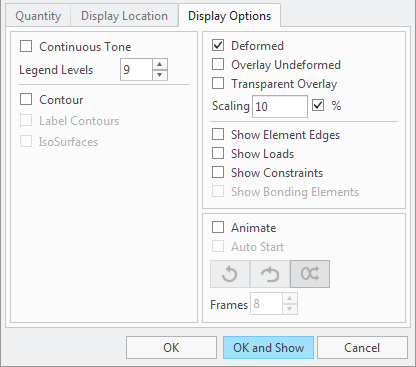 Quantity Display Location Display Options
Continuous Tone
Legend Levels 9
Contour
Label Contours
IsoSurfaces
Deformed
Overlay Undeformed
Transparent Overlay
Scaling 10 %
Show Element Edges
Show Loads
Show Constraints
Show Bonding Elements
Animate
Auto Start
Frames 8
OK OK and Show Cancel